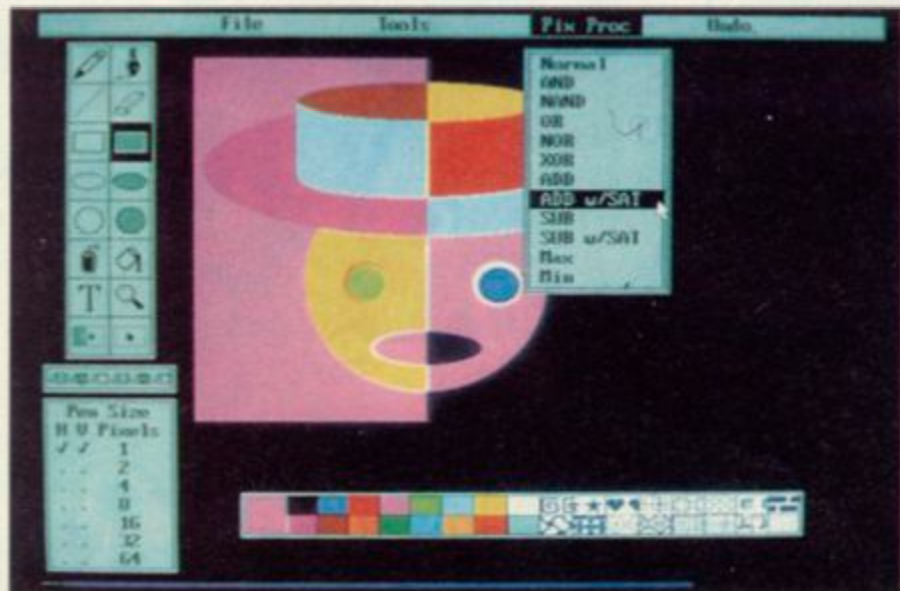 File Tools Pix Proc Undo
Normal
AND
NAND
OR
NOR
XOR
ADD
ADD w/SAT
SUB
SUB w/SAT
Max
Min
T
Pen Size
H V Pixels
1
2
4
8
16
32
64